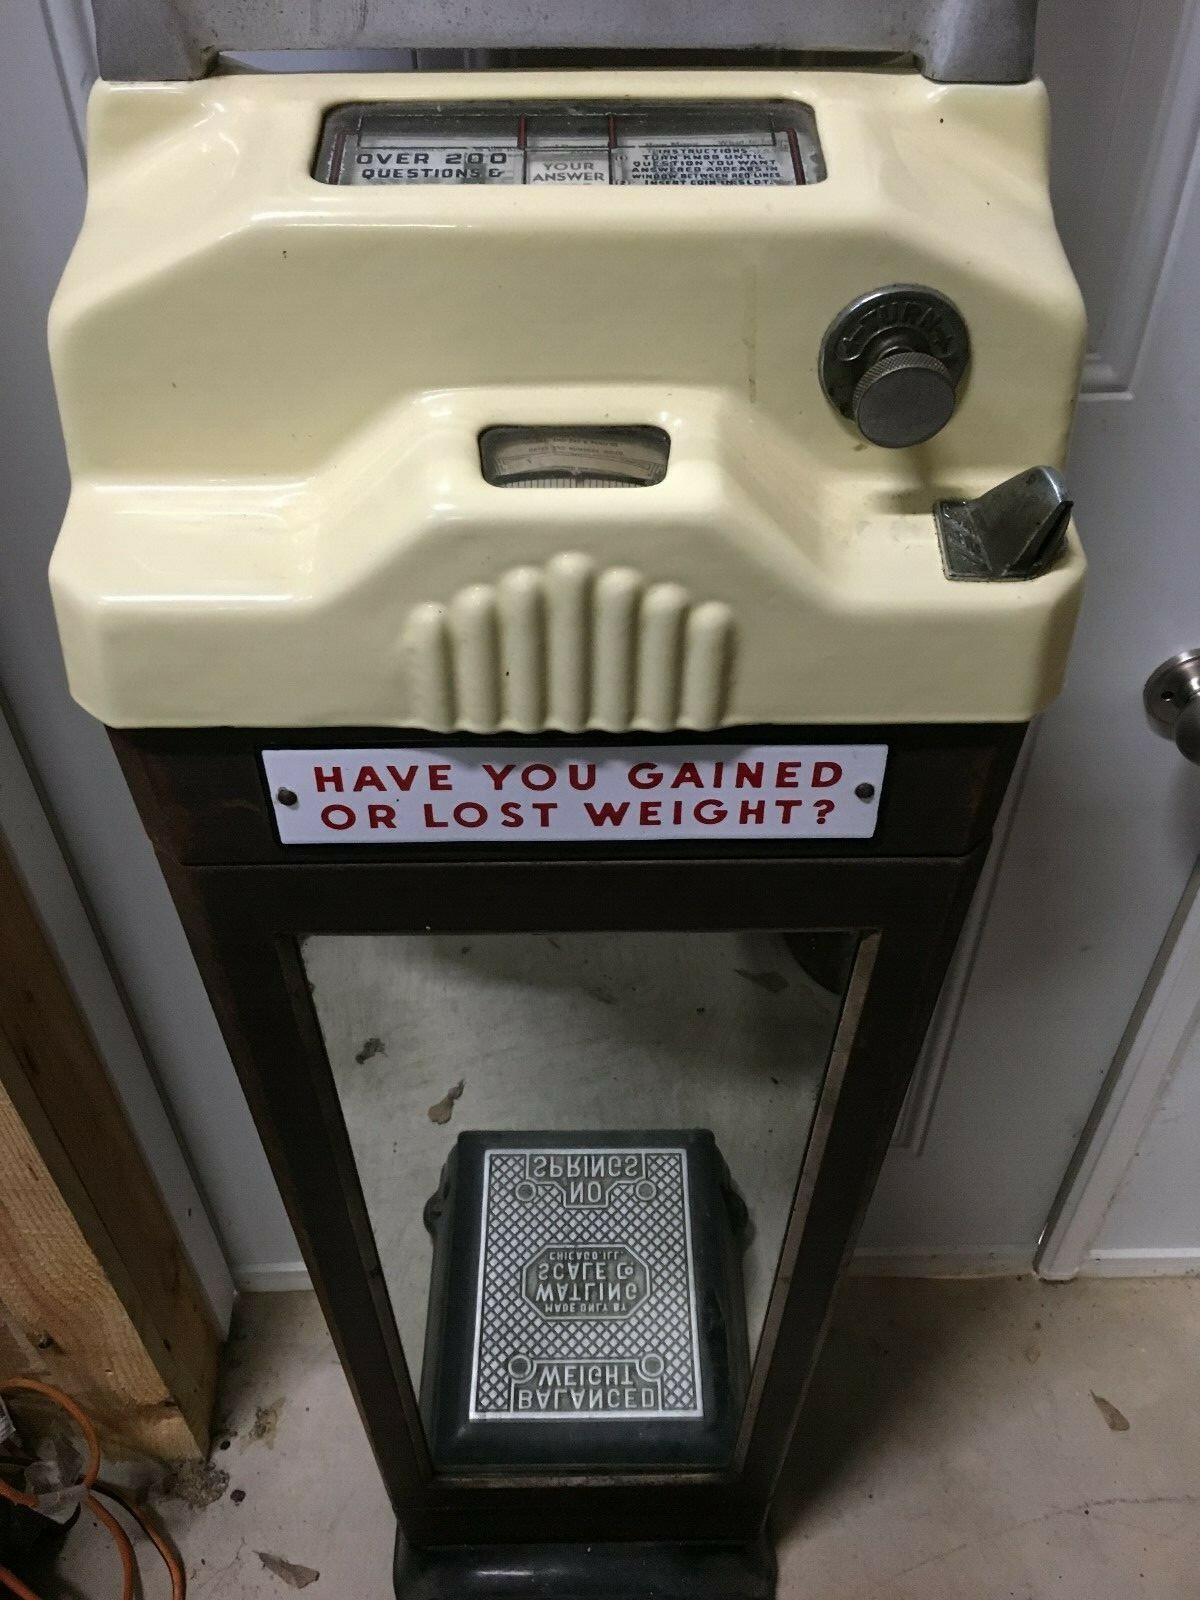 OVER 200
QUESTIONS &
YOUR
ANSWER
INSTRUCTIONS
(1) TURN KNOB UNTIL
QUESTION YOU WANT
ANSWERED APPEARS IN
WINDOW BETWEEN RED LINES
(2) INSERT COIN IN SLOT.
TURN
HAVE YOU GAINED
OR LOST WEIGHT?
SPRINGS
NO
CHICAGO. ILL.
SCALE Co.
WATLING
MADE ONLY BY
WEIGHT
BALANCED